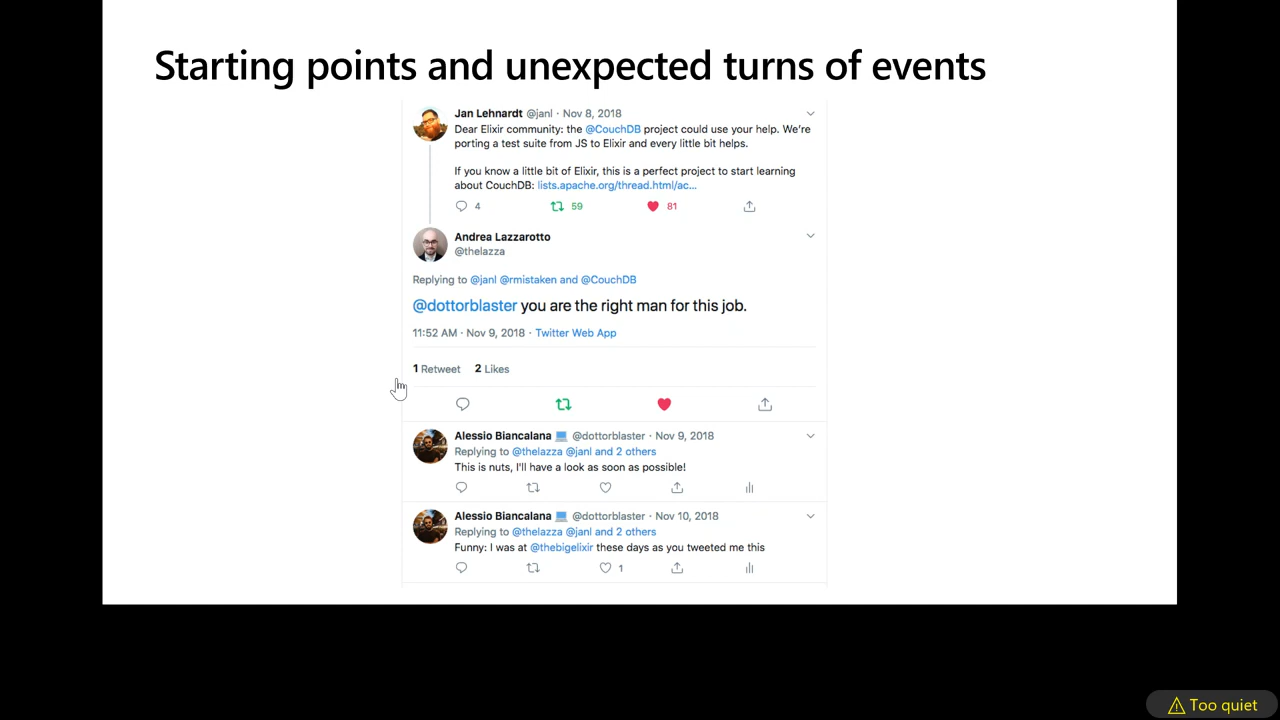 Starting points and unexpected turns of events
Jan Lehnardt @janl · Nov 8, 2018
Dear Elixir community: the @CouchDB project could use your help. We're
porting a test suite from JS to Elixir and every little bit helps.
If you know a little bit of Elixir, this is a perfect project to start learning
about CouchDB: lists.apache.org/thread.html/ac...
4 59 81
Andrea Lazzarotto
@thelazza
Replying to @janl @rmistaken and @CouchDB
@dottorblaster you are the right man for this job.
11:52 AM · Nov 9, 2018 · Twitter Web App
1 Retweet 2 Likes
Alessio Biancalana 💻 @dottorblaster · Nov 9, 2018
Replying to @thelazza @janl and 2 others
This is nuts, I'll have a look as soon as possible!
Alessio Biancalana 💻 @dottorblaster · Nov 10, 2018
Replying to @thelazza @janl and 2 others
Funny: I was at @thebigelixir these days as you tweeted me this
1
Too quiet